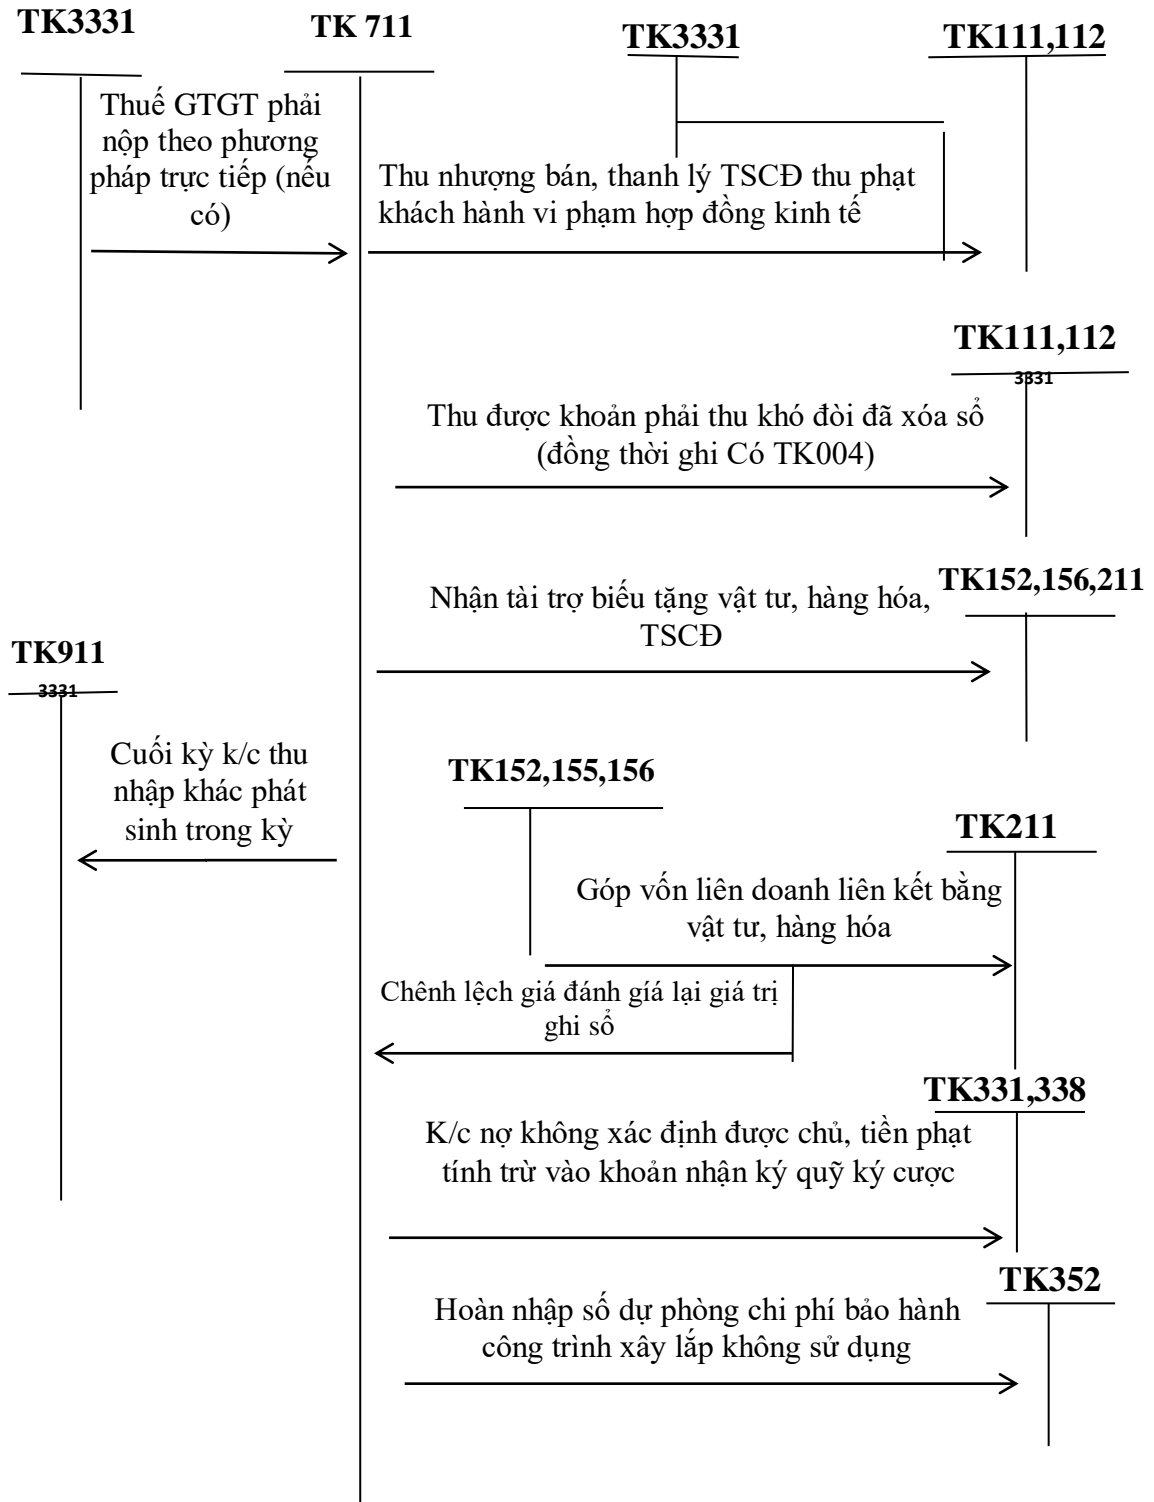 TK3331
TK 711
TK3331
TK111,112
Thuế GTGT phải
nộp theo phương
pháp trực tiếp (nếu
có)
Thu nhượng bán, thanh lý TSCĐ thu phạt
khách hành vi phạm hợp đồng kinh tế
TK111,112
3331
Thu được khoản phải thu khó đòi đã xóa sổ
(đồng thời ghi Có TK004)
TK152,156,211
Nhận tài trợ biếu tặng vật tư, hàng hóa,
TSCĐ
TK911
3331
Cuối kỳ k/c thu
nhập khác phát
sinh trong kỳ
TK152,155,156
TK211
Góp vốn liên doanh liên kết bằng
vật tư, hàng hóa
Chênh lệch giá đánh gíá lại giá trị
ghi sổ
TK331,338
K/c nợ không xác định được chủ, tiền phạt
tính trừ vào khoản nhận ký quỹ ký cược
TK352
Hoàn nhập số dự phòng chi phí bảo hành
công trình xây lắp không sử dụng